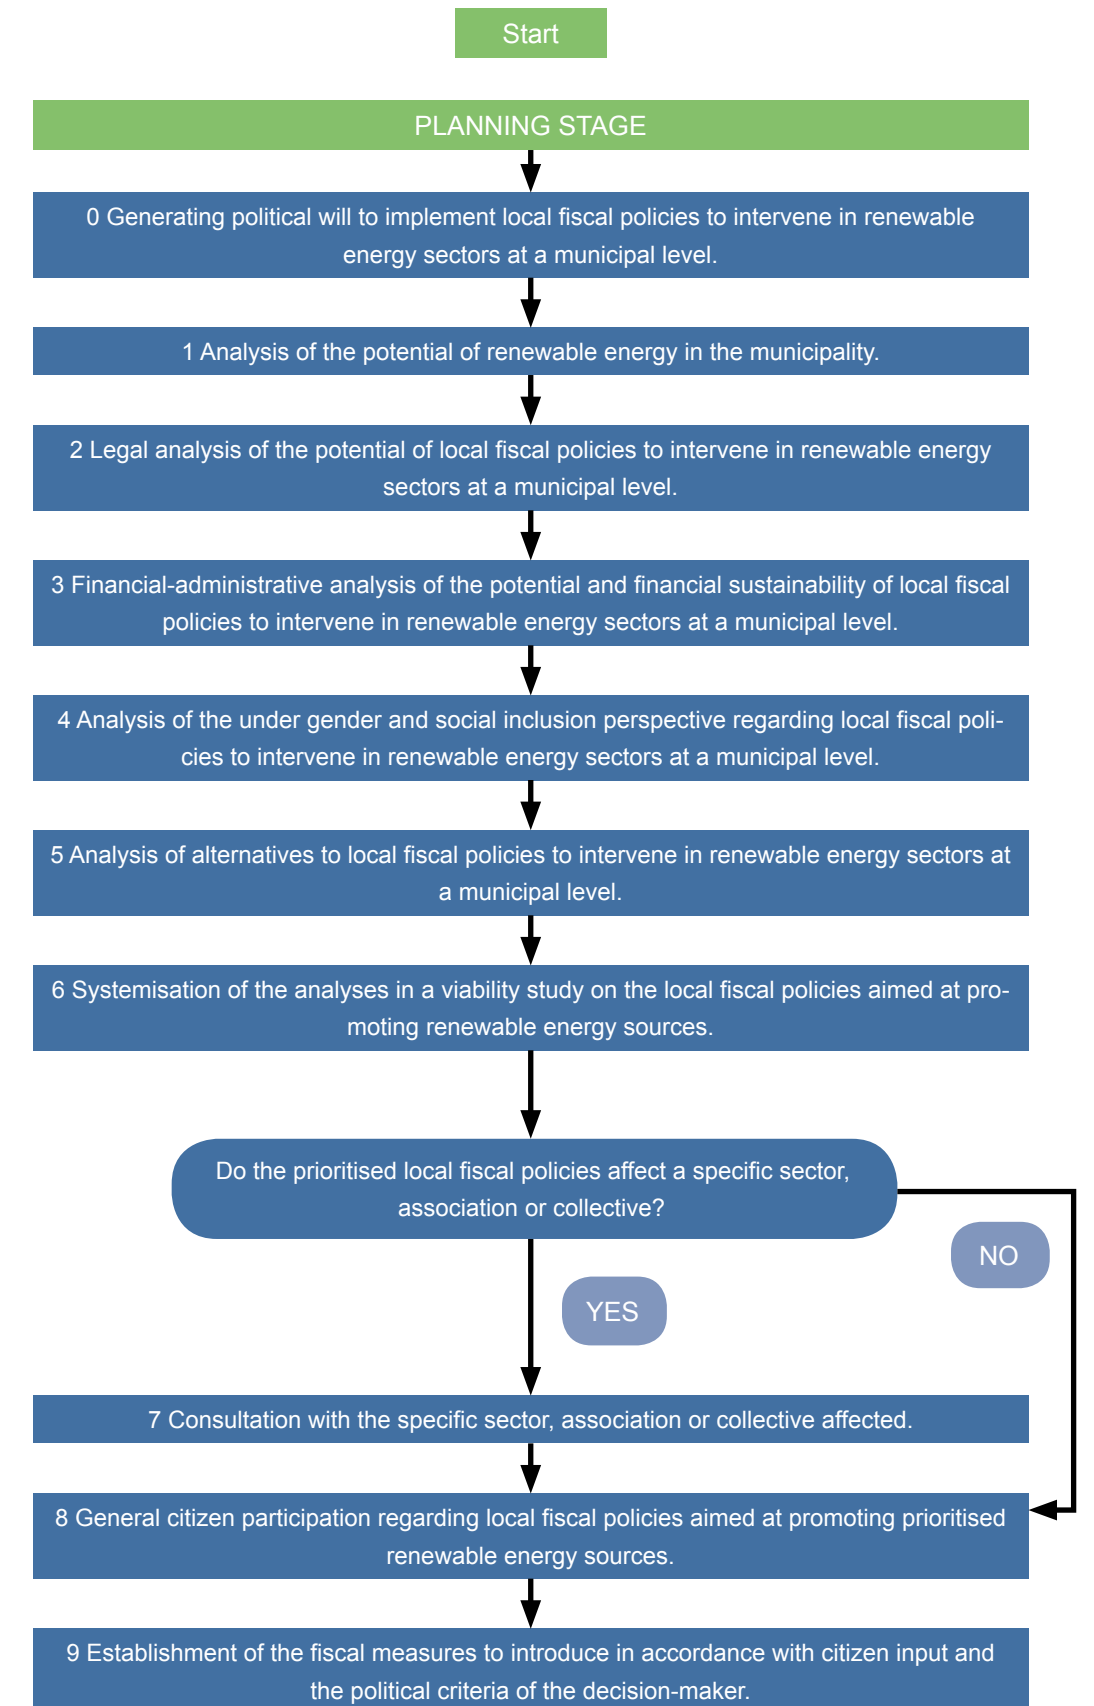 Start
PLANNING STAGE
0 Generating political will to implement local fiscal policies to intervene in renewable
energy sectors at a municipal level.
1 Analysis of the potential of renewable energy in the municipality.
2 Legal analysis of the potential of local fiscal policies to intervene in renewable energy
sectors at a municipal level.
3 Financial-administrative analysis of the potential and financial sustainability of local fiscal
policies to intervene in renewable energy sectors at a municipal level.
4 Analysis of the under gender and social inclusion perspective regarding local fiscal poli-
cies to intervene in renewable energy sectors at a municipal level.
5 Analysis of alternatives to local fiscal policies to intervene in renewable energy sectors at
a municipal level.
6 Systemisation of the analyses in a viability study on the local fiscal policies aimed at pro-
moting renewable energy sources.
Do the prioritised local fiscal policies affect a specific sector,
association or collective?
NO
YES
7 Consultation with the specific sector, association or collective affected.
8 General citizen participation regarding local fiscal policies aimed at promoting prioritised
renewable energy sources.
9 Establishment of the fiscal measures to introduce in accordance with citizen input and
the political criteria of the decision-maker.